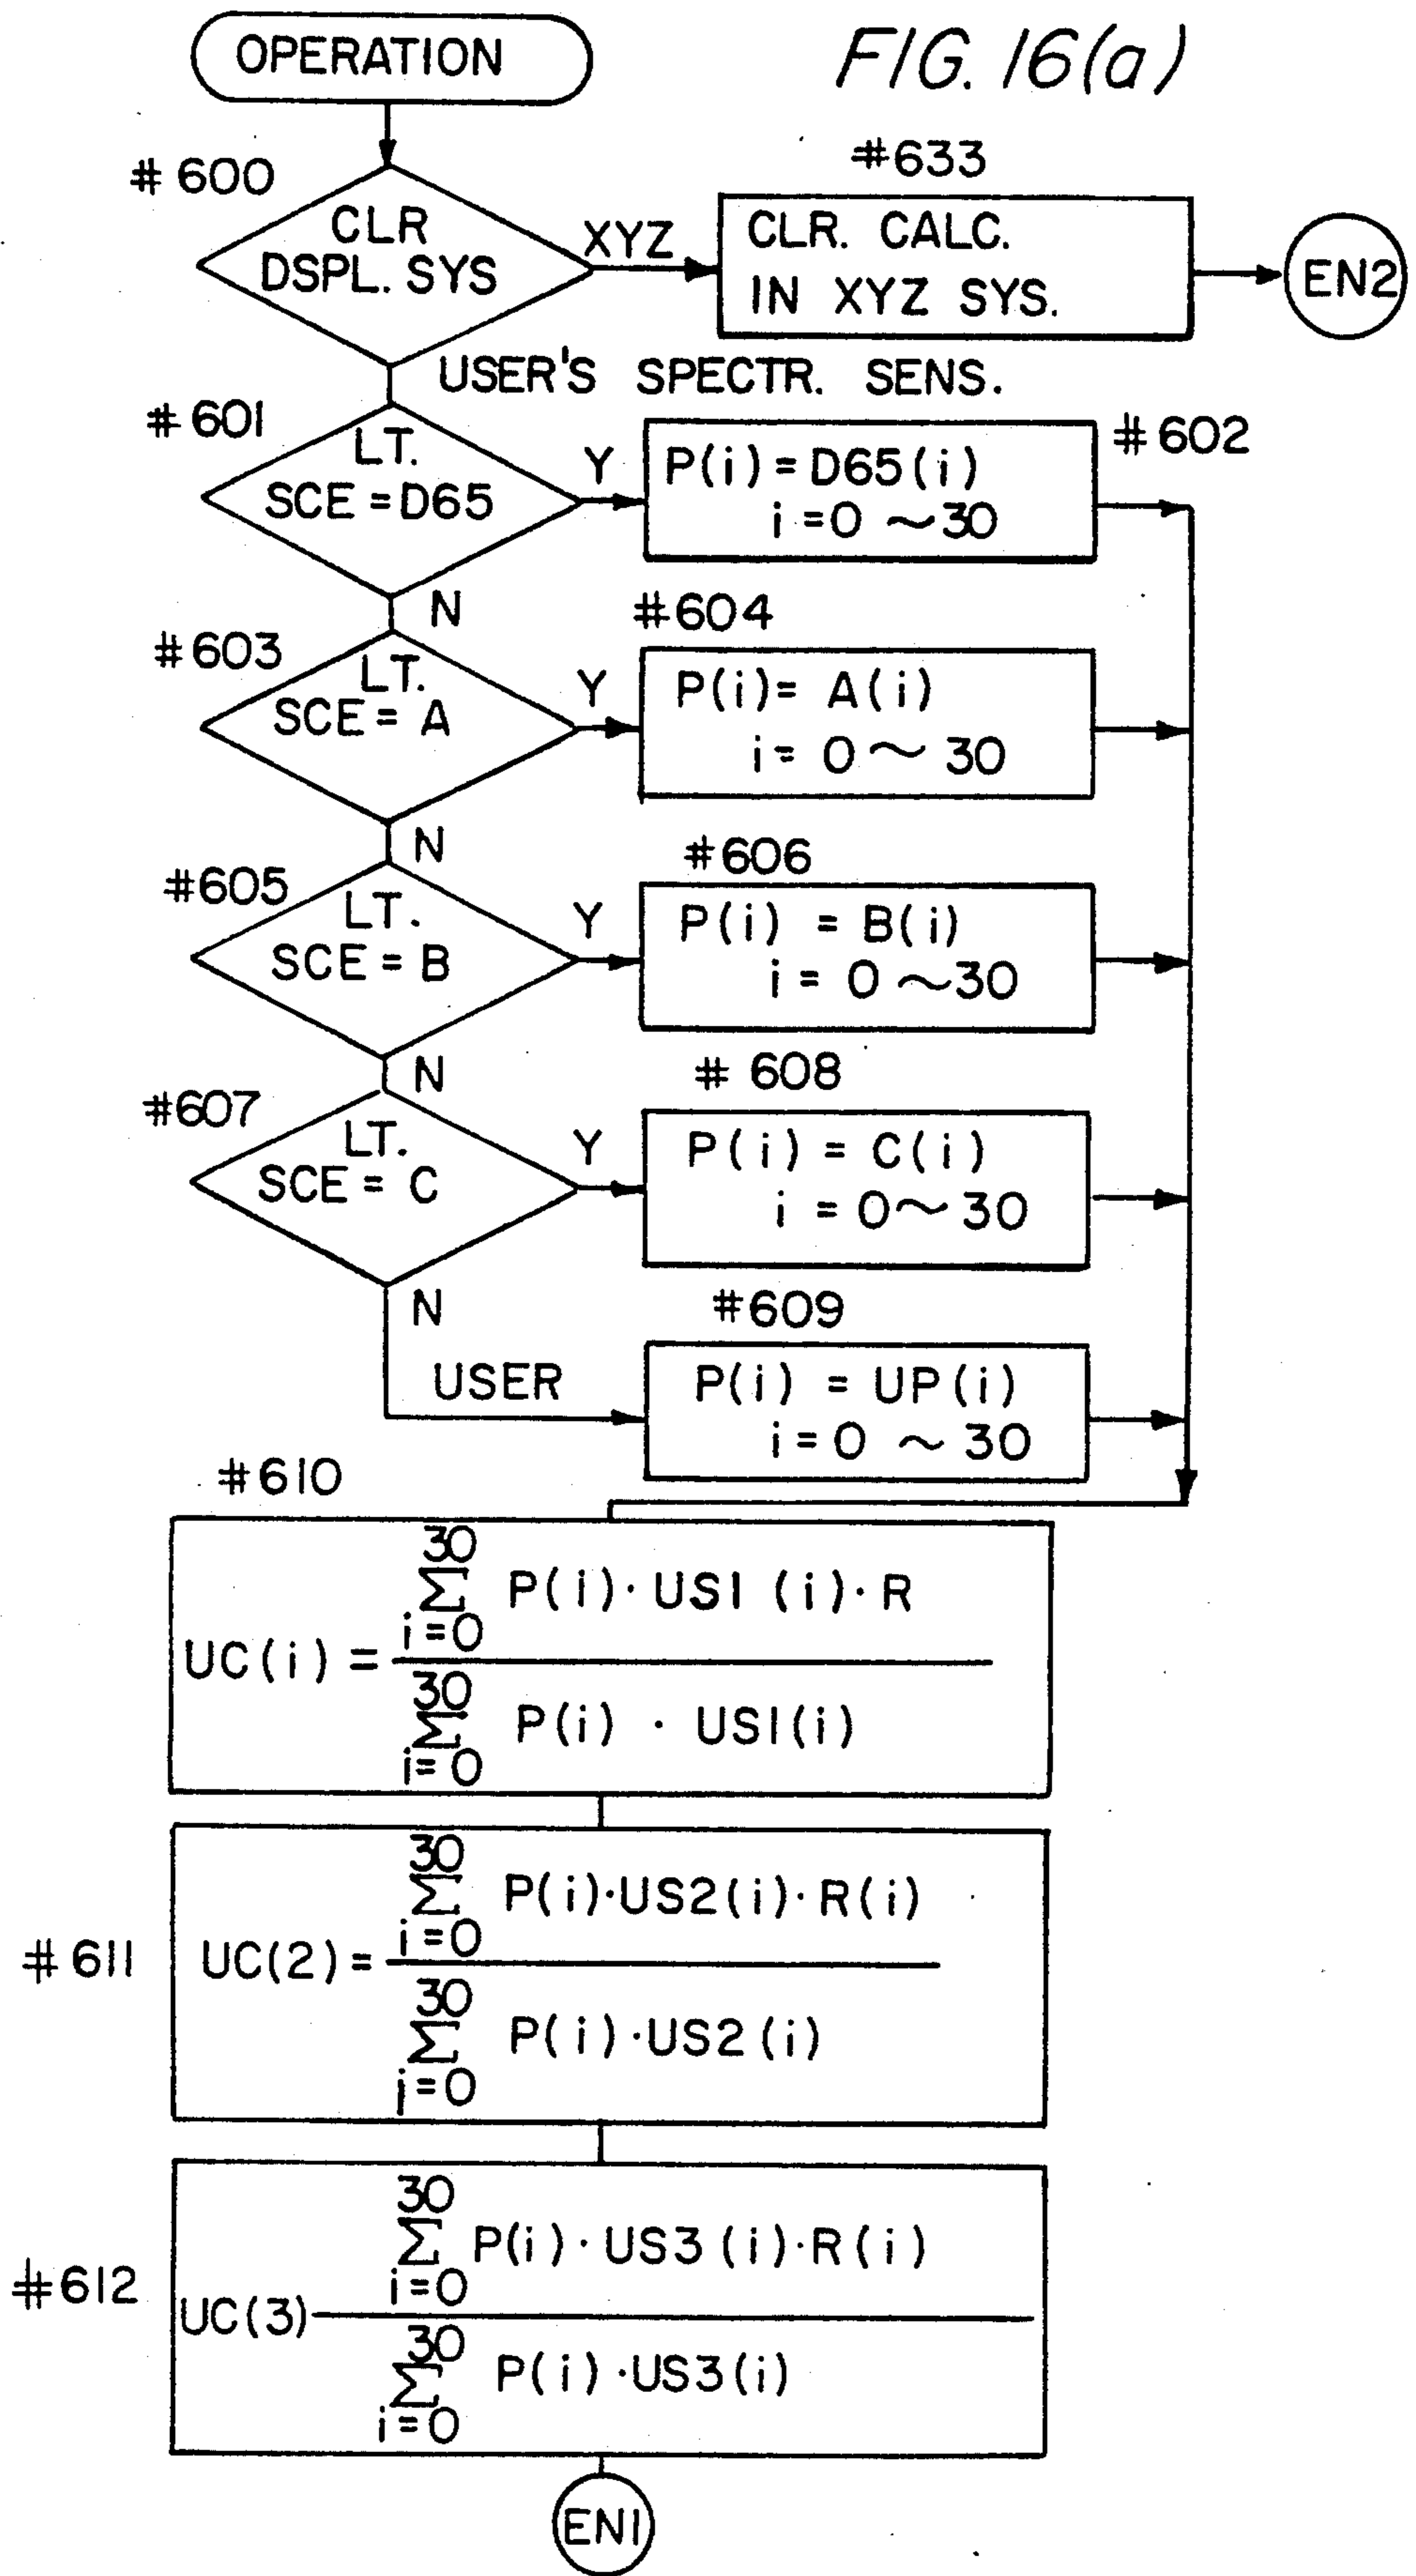 OPERATION
FIG. 16(a)
#600
CLR
DSPL. SYS
XYZ
#633
CLR. CALC.
IN XYZ SYS.
EN2
USER'S SPECTR. SENS.
#601
LT.
SCE = D65
Y
P(i) = D65(i)
i = 0 ~ 30
#602
N
#603
LT.
SCE = A
Y
#604
P(i) = A(i)
i = 0 ~ 30
N
#605
LT.
SCE = B
Y
#606
P(i) = B(i)
i = 0 ~ 30
N
#607
LT.
SCE = C
Y
#608
P(i) = C(i)
i = 0 ~ 30
N
USER
#609
P(i) = UP(i)
i = 0 ~ 30
#610
30
Σ P(i)· US1 (i)· R
i=0
UC(i) =
30
Σ P(i) · US1(i)
i=0
#611
30
Σ P(i)·US2(i)· R(i)
i=0
UC(2) =
30
Σ P(i)·US2(i)
i=0
#612
30
Σ P(i)· US3 (i)·R(i)
i=0
UC(3)
30
Σ P(i) ·US3(i)
i=0
EN1